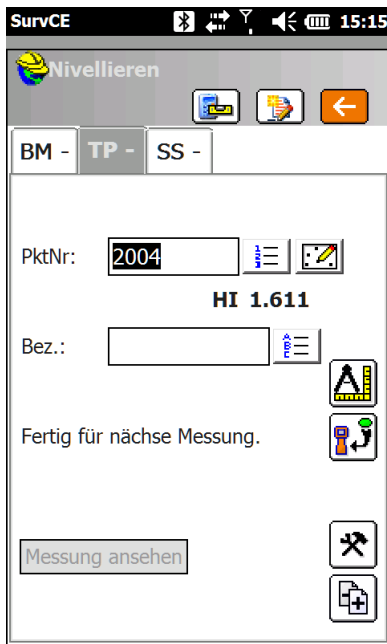 SurvCE 15:15
Nivellieren
BM - TP - SS -
PktNr: 2004
HI 1.611
Bez.:
Fertig für nächse Messung.
Messung ansehen